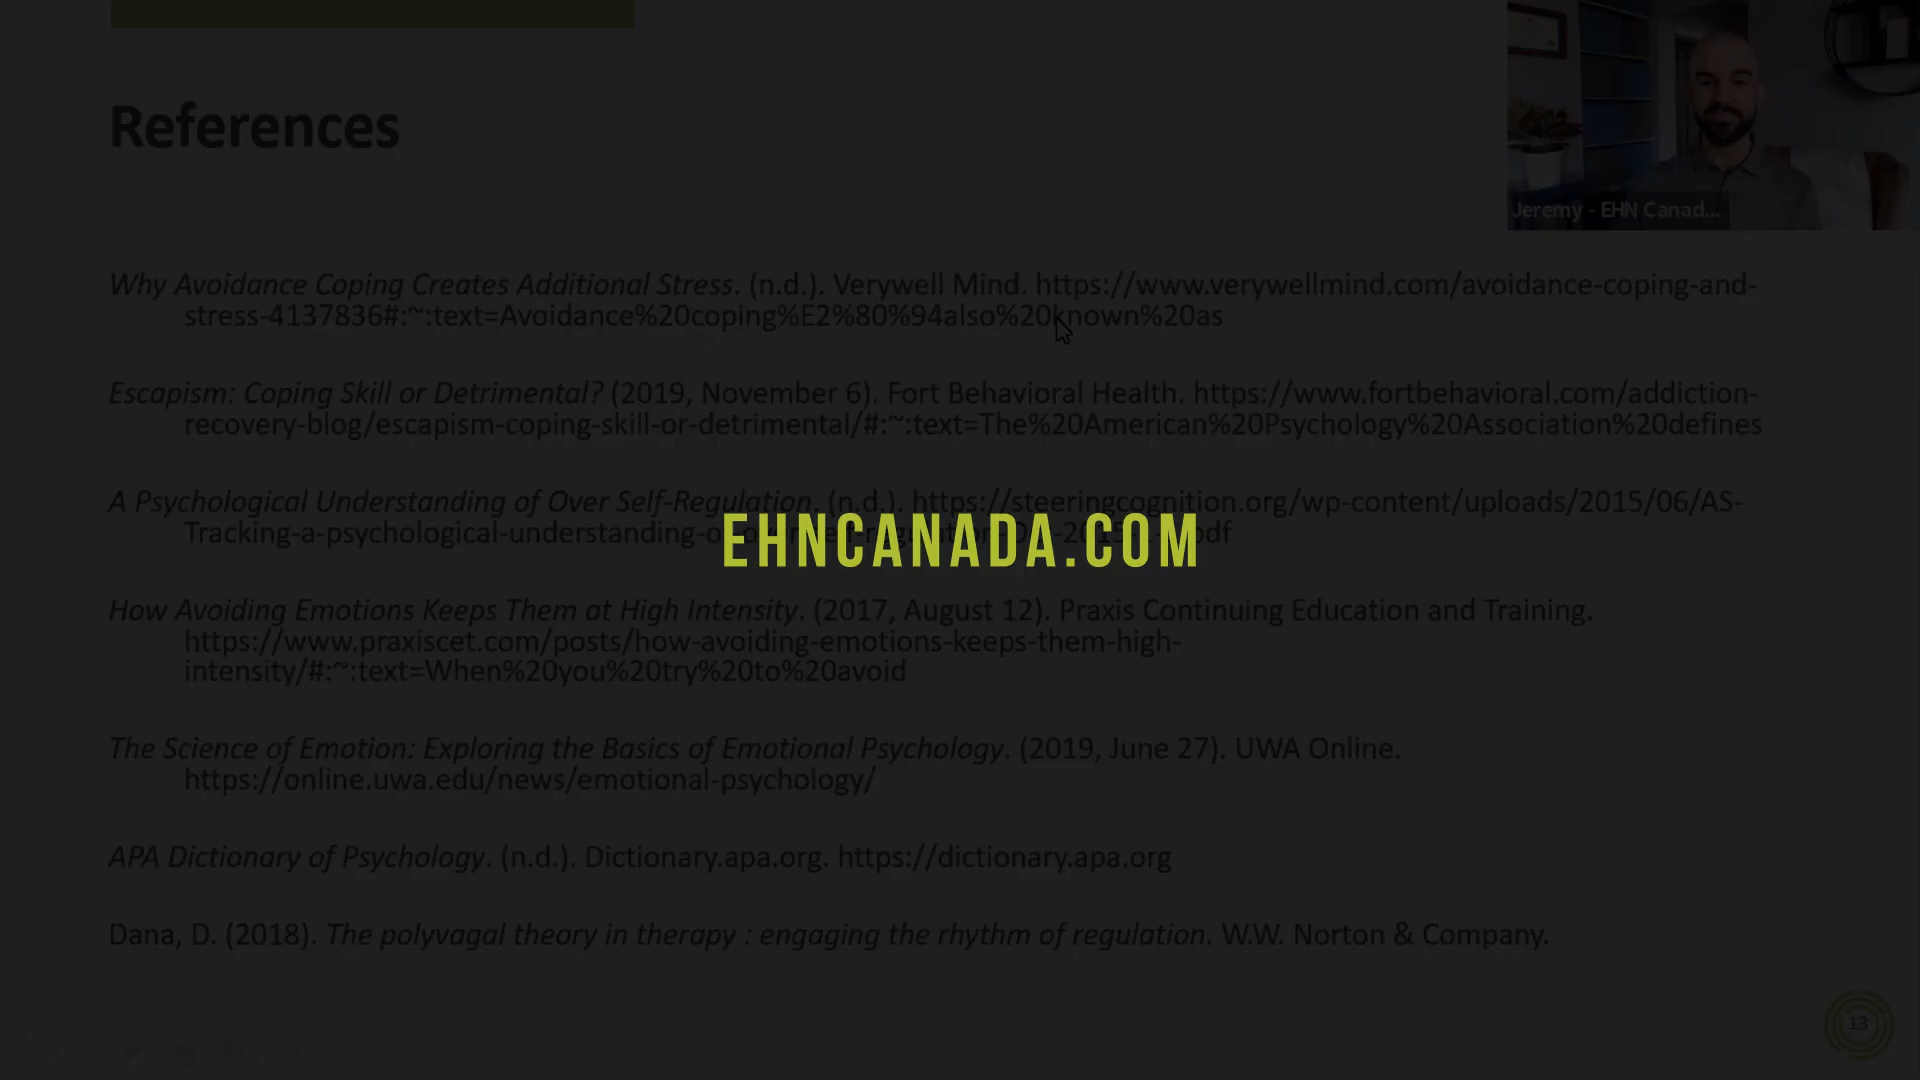 References
Jeremy - EHN Canad...
Why Avoidance Coping Creates Additional Stress. (n.d.). Verywell Mind. https://www.verywellmind.com/avoidance-coping-and-
stress-4137836#:~:text=Avoidance%20coping%E2%80%94also%20known%20as
Escapism: Coping Skill or Detrimental? (2019, November 6). Fort Behavioral Health. https://www.fortbehavioral.com/addiction-
recovery-blog/escapism-coping-skill-or-detrimental/#:~:text=The%20American%20Psychology%20Association%20defines
A Psychological Understanding of Over Self-Regulation. (n.d.). https://steeringcognition.org/wp-content/uploads/2015/06/AS-
Tracking-a-psychological-understanding-
EHNCANADA.COM
How Avoiding Emotions Keeps Them at High Intensity. (2017, August 12). Praxis Continuing Education and Training.
https://www.praxiscet.com/posts/how-avoiding-emotions-keeps-them-high-
intensity/#:~:text=When%20you%20try%20to%20avoid
The Science of Emotion: Exploring the Basics of Emotional Psychology. (2019, June 27). UWA Online.
https://online.uwa.edu/news/emotional-psychology/
APA Dictionary of Psychology. (n.d.). Dictionary.apa.org. https://dictionary.apa.org
Dana, D. (2018). The polyvagal theory in therapy : engaging the rhythm of regulation. W.W. Norton & Company.
13